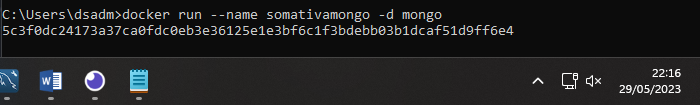 C:\Users\dsadm>docker run --name somativamongo -d mongo
5c3f0dc24173a37ca0fdc0eb3e36125e1e3bf6c1f3bdebb03b1dcaf51d9ff6e4
W
22:16
29/05/2023